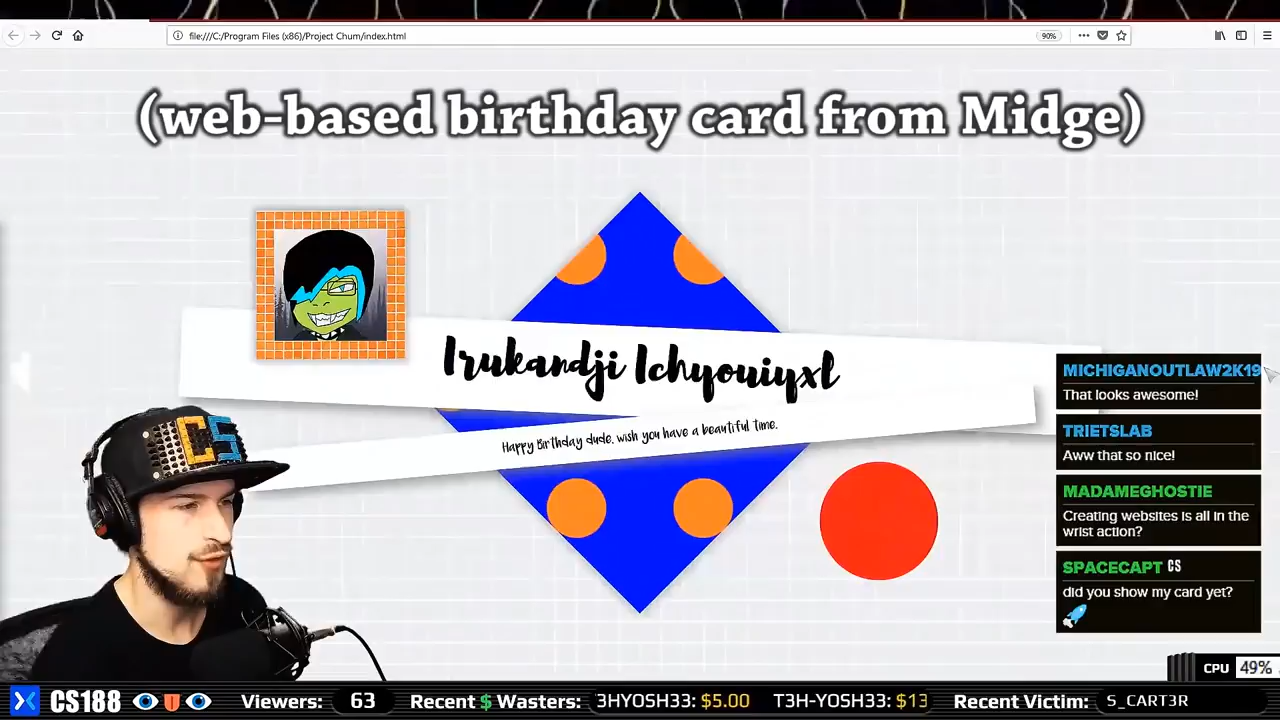 file:///C:/Program Files (x86)/Project Chum/index.html
90%
(web-based birthday card from Midge)
Irukandji Ichyouiyxl
Happy Birthday dude, wish you have a beautiful time.
CS
MICHIGANOUTLAW2K19
That looks awesome!
TRIETSLAB
Aww that so nice!
MADAMEGHOSTIE
Creating websites is all in the
wrist action?
SPACECAPT CS
did you show my card yet?
CPU 49%
CS188 Viewers: 63 Recent $ Wasters: 3HYOSH33: $5.00 T3H-YOSH33: $13 Recent Victim: S_CART3R